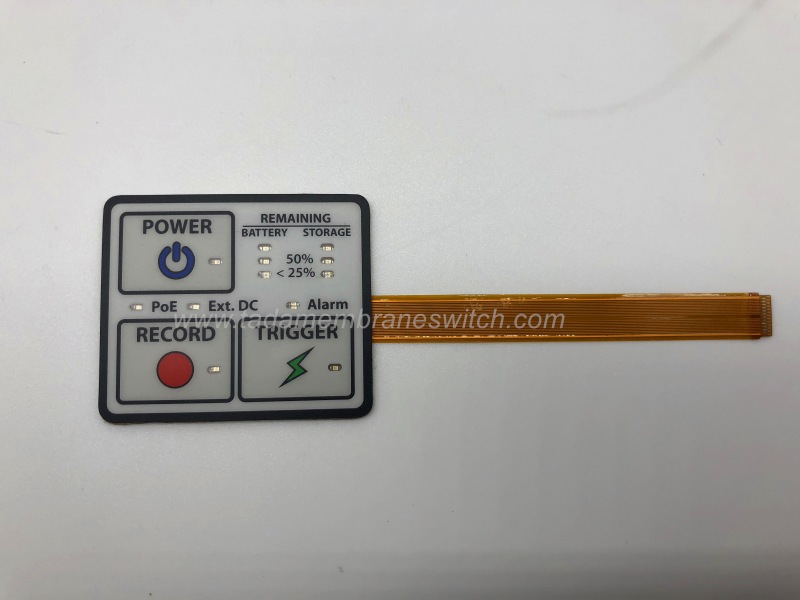 POWER
REMAINING
BATTERY STORAGE
50%
< 25%
PoE Ext. DC Alarm
www.tadamembraneswitch.com
RECORD TRIGGER